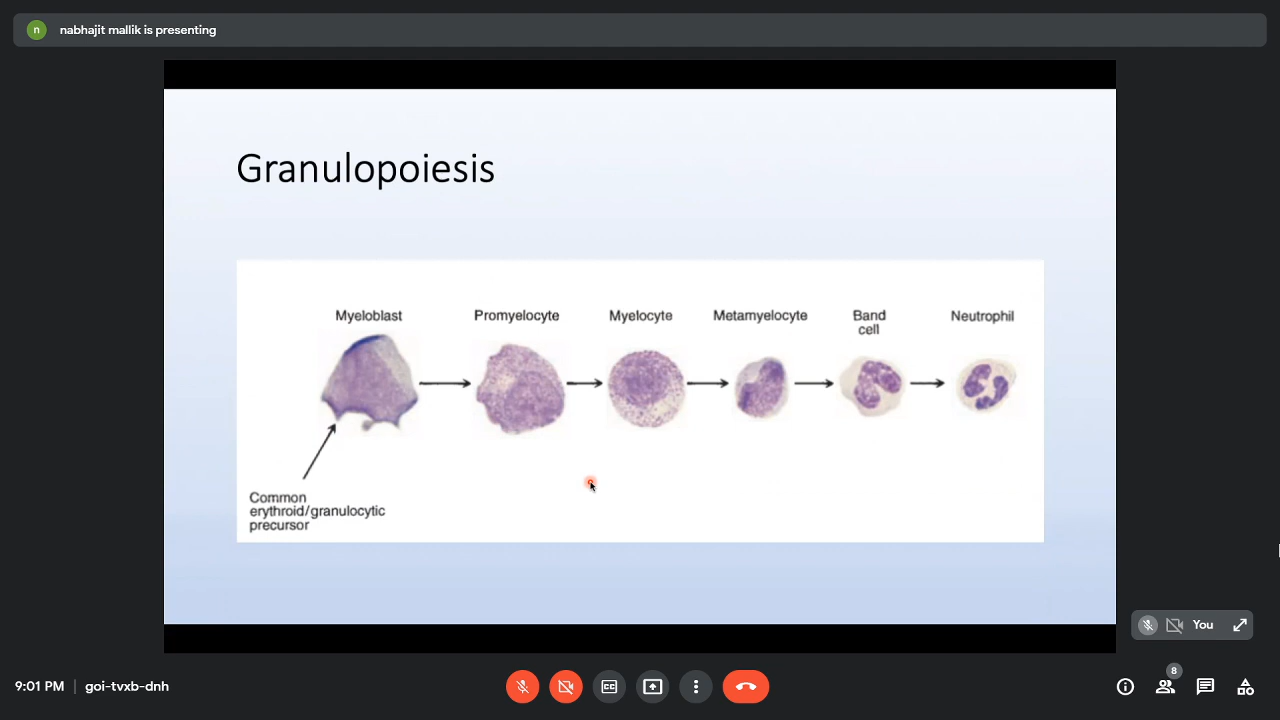 n
nabhajit mallik is presenting
Granulopoiesis
Myeloblast
Promyelocyte
Myelocyte
Metamyelocyte
Band
cell
Neutrophil
Common
erythroid/granulocytic
precursor
You
9:01 PM | goi-tvxb-dnh
CC
8